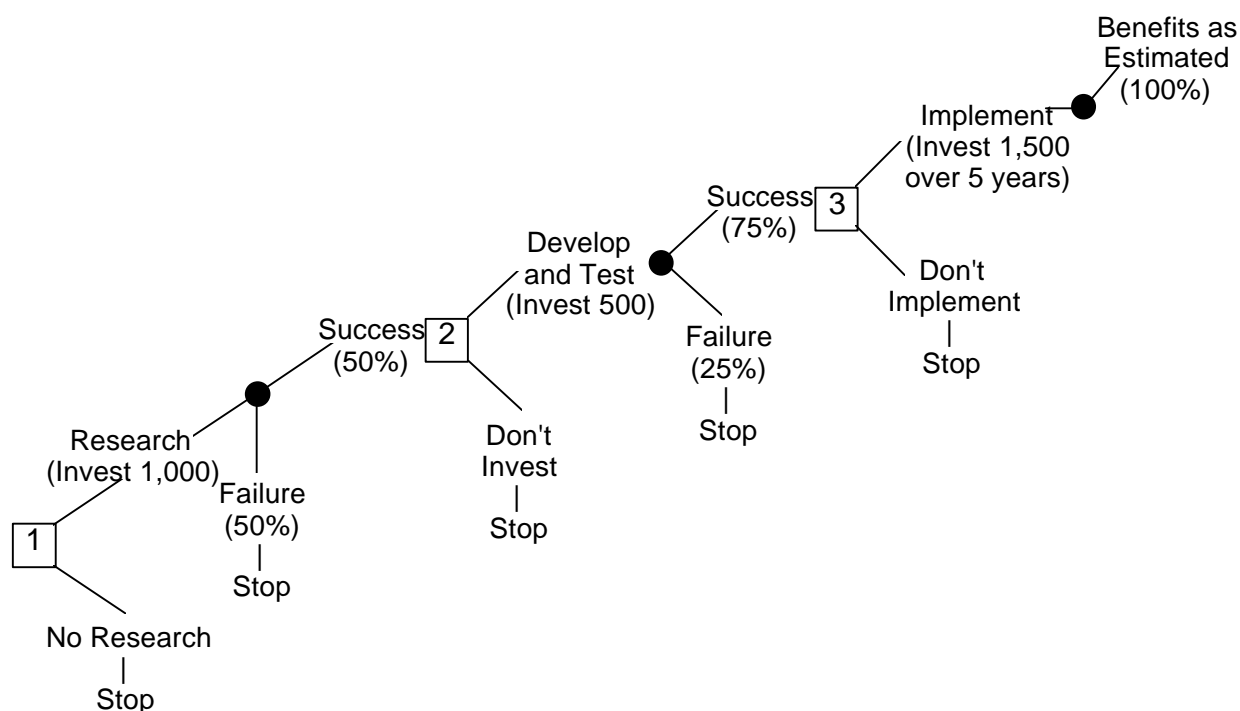 Benefits as
Estimated
(100%)
Implement
(Invest 1,500
over 5 years)
Success
(75%)
3
Develop
and Test
(Invest 500)
Don't
Implement
Stop
Success
(50%)
2
Failure
(25%)
Stop
Research
(Invest 1,000)
Don't
Invest
Stop
Failure
(50%)
Stop
1
No Research
Stop